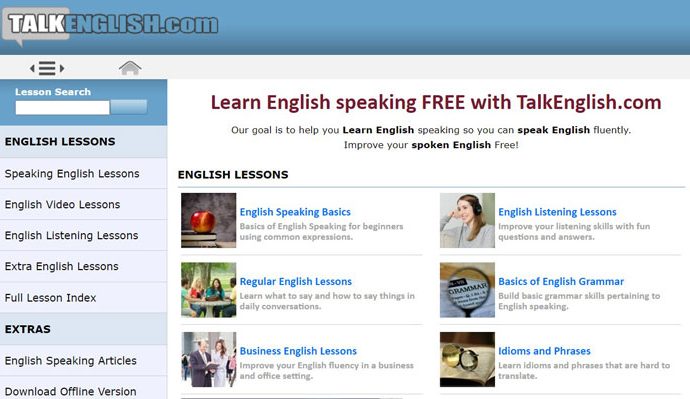 TALKENGLISH.com
Lesson Search
ENGLISH LESSONS
Speaking English Lessons
English Video Lessons
English Listening Lessons
Extra English Lessons
Full Lesson Index
EXTRAS
English Speaking Articles
Download Offline Version
Learn English speaking FREE with TalkEnglish.com
Our goal is to help you Learn English speaking so you can speak English fluently.
Improve your spoken English Free!
ENGLISH LESSONS
English Speaking Basics
Basics of English Speaking for beginners
using common expressions.
English Listening Lessons
Improve your listening skills with fun
questions and answers.
Regular English Lessons
Learn what to say and how to say things in
daily conversations.
GRAMMAR
Basics of English Grammar
Build basic grammar skills pertaining to
English speaking.
Business English Lessons
Improve your English fluency in a business
and office setting.
Idioms and Phrases
Learn idioms and phrases that are hard to
translate.